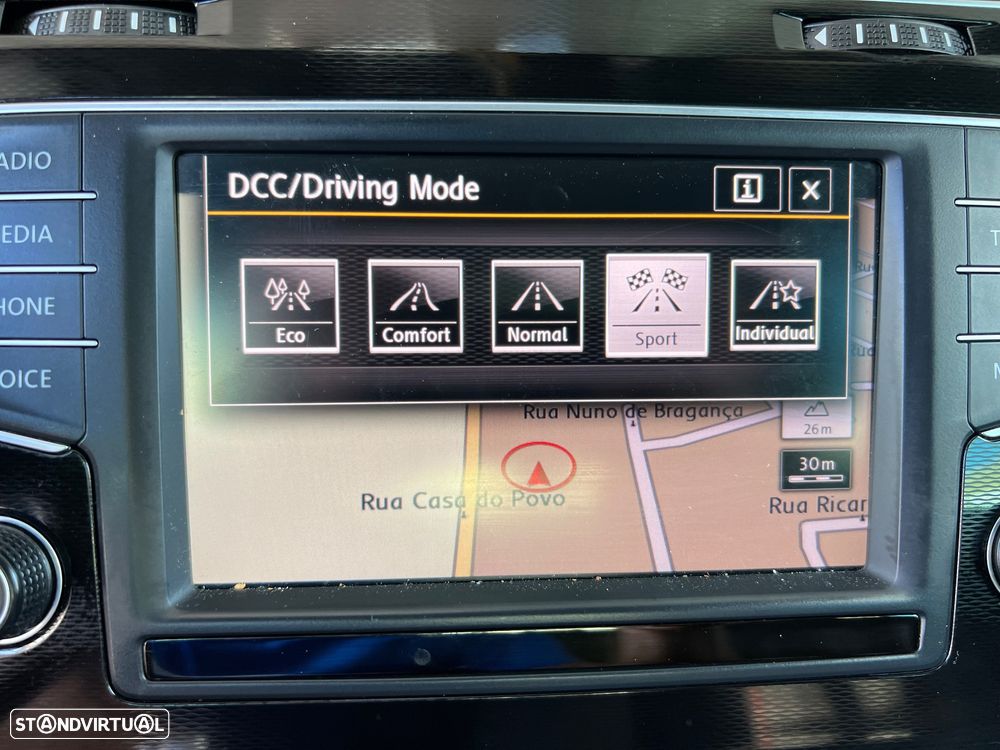 ADIO
EDIA
HONE
OICE
DCC/Driving Mode
i
X
Eco
Comfort
Normal
Sport
Individual
Rua Nuno de Bragança
26m
30m
Rua Casa do Povo
Rua Ricar
T
M
STANDVIRTUAL